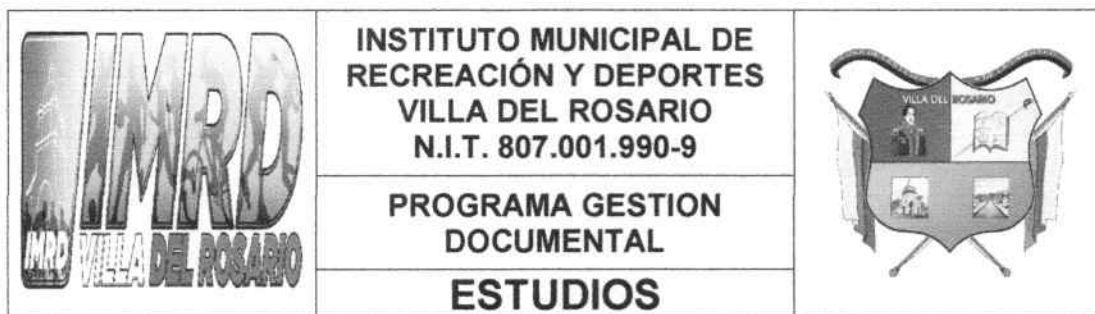 IMRD
IMRD VILLA DEL ROSARIO
INSTITUTO MUNICIPAL DE
RECREACIÓN Y DEPORTES
VILLA DEL ROSARIO
N.I.T. 807.001.990-9
PROGRAMA GESTION
DOCUMENTAL
ESTUDIOS
VILLA DEL ROSARIO